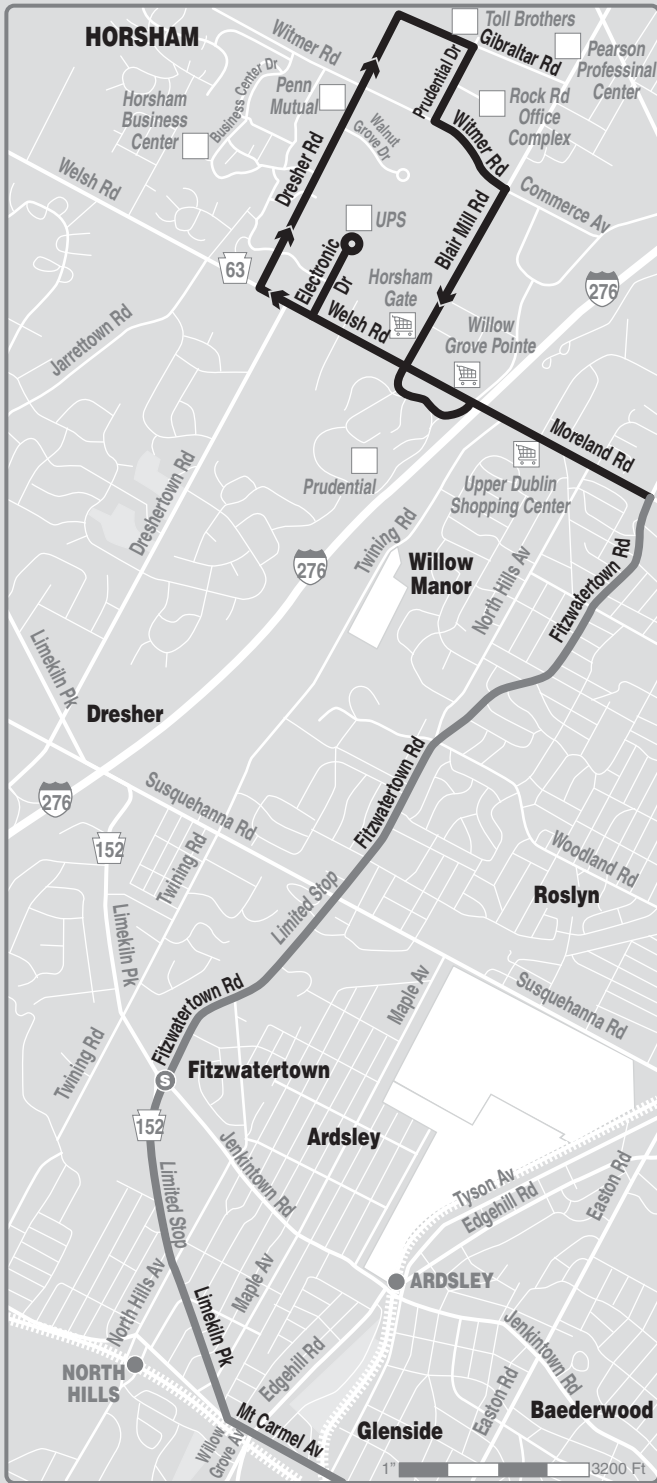 HORSHAM
Witmer Rd
Toll Brothers
Gibraltar Rd
Pearson
Professinal
Center
Business Center Dr
Penn
Mutual
Prudential Dr
Rock Rd
Office
Complex
Horsham
Business
Center
Walnut
Grove Dr
Witmer Rd
Welsh Rd
Dresher Rd
Commerce Av
UPS
Blair Mill Rd
63
Electronic
Dr
Horsham
Gate
276
Welsh Rd
Willow
Grove Pointe
Jarrettown Rd
Moreland Rd
Dreshertown Rd
Prudential
Upper Dublin
Shopping Center
Twining Rd
276
Willow
Manor
North Hills Av
Fitzwatertown Rd
Limekiln Pk
Dresher
Fitzwatertown Rd
276
Susquehanna Rd
152
Twining Rd
Woodland Rd
Limited Stop
Roslyn
Limekiln Pk
Maple Av
Susquehanna Rd
Fitzwatertown Rd
Twining Rd
S
Fitzwatertown
152
Ardsley
Jenkintown Rd
Limited Stop
Tyson Av
Edgehill Rd
Easton Rd
North Hills Av
Maple Av
ARDSLEY
Limekiln Pk
Jenkintown Rd
NORTH
HILLS
Edgehill Rd
Easton Rd
Baederwood
Mt Carmel Av
Willow
Grove Av
Glenside
1"
3200 Ft